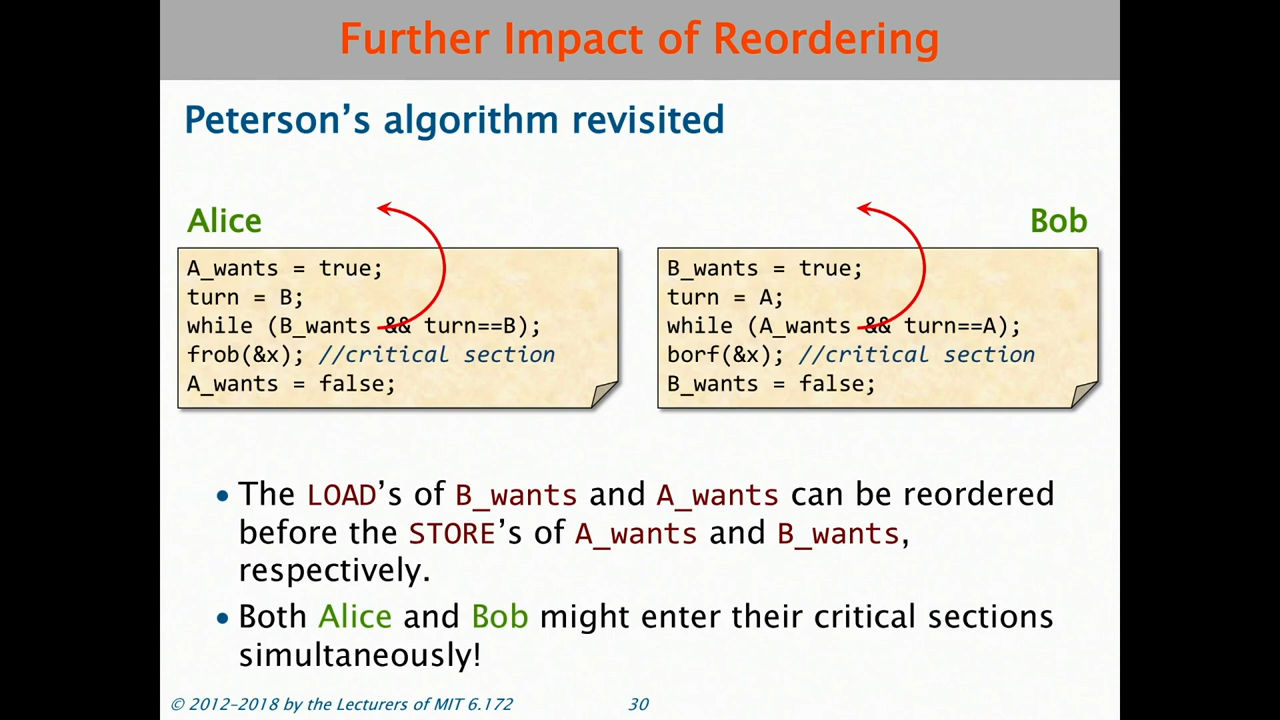 Further Impact of Reordering
Peterson’s algorithm revisited
Alice
A_wants = true;
turn = B;
while (B_wants && turn==B);
frob(&x); //critical section
A_wants = false;
Bob
B_wants = true;
turn = A;
while (A_wants && turn==A);
borf(&x); //critical section
B_wants = false;
• The LOAD’s of B_wants and A_wants can be reordered
before the STORE’s of A_wants and B_wants,
respectively.
• Both Alice and Bob might enter their critical sections
simultaneously!
© 2012–2018 by the Lecturers of MIT 6.172
30